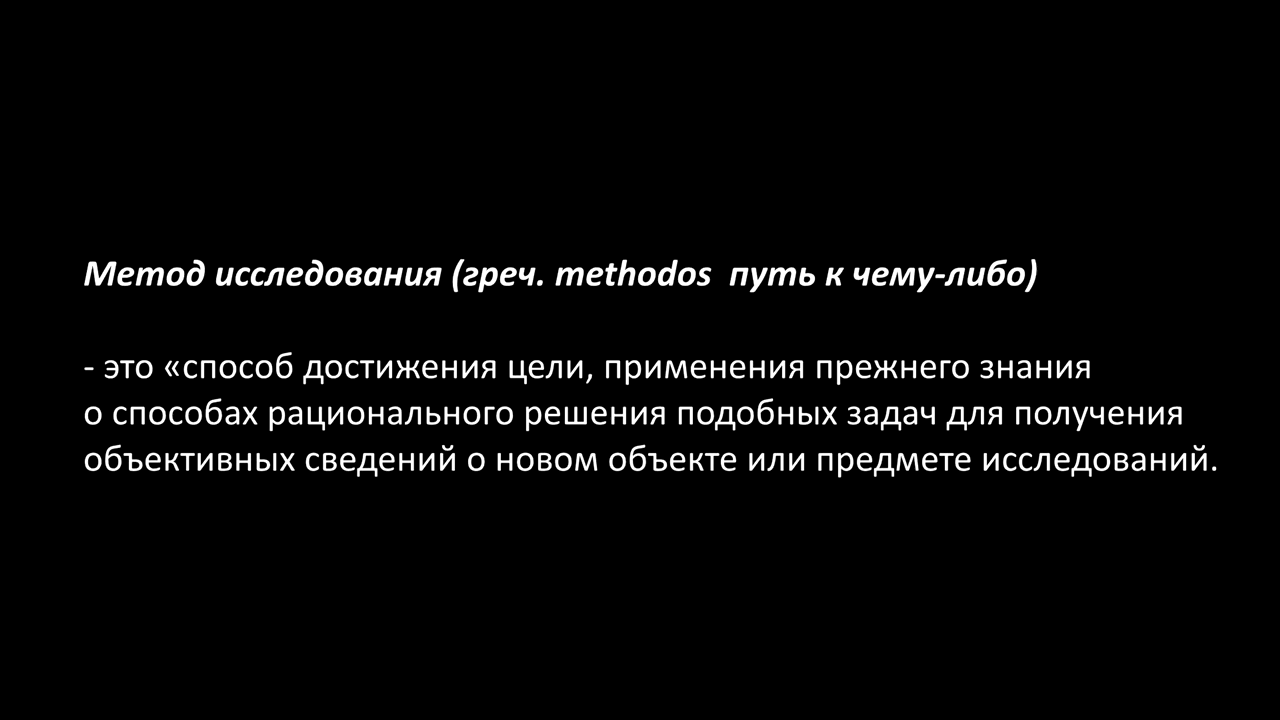 Метод исследования (греч. methodos  путь к чему-либо)
- это «способ достижения цели, применения прежнего знания
о способах рационального решения подобных задач для получения
объективных сведений о новом объекте или предмете исследований.